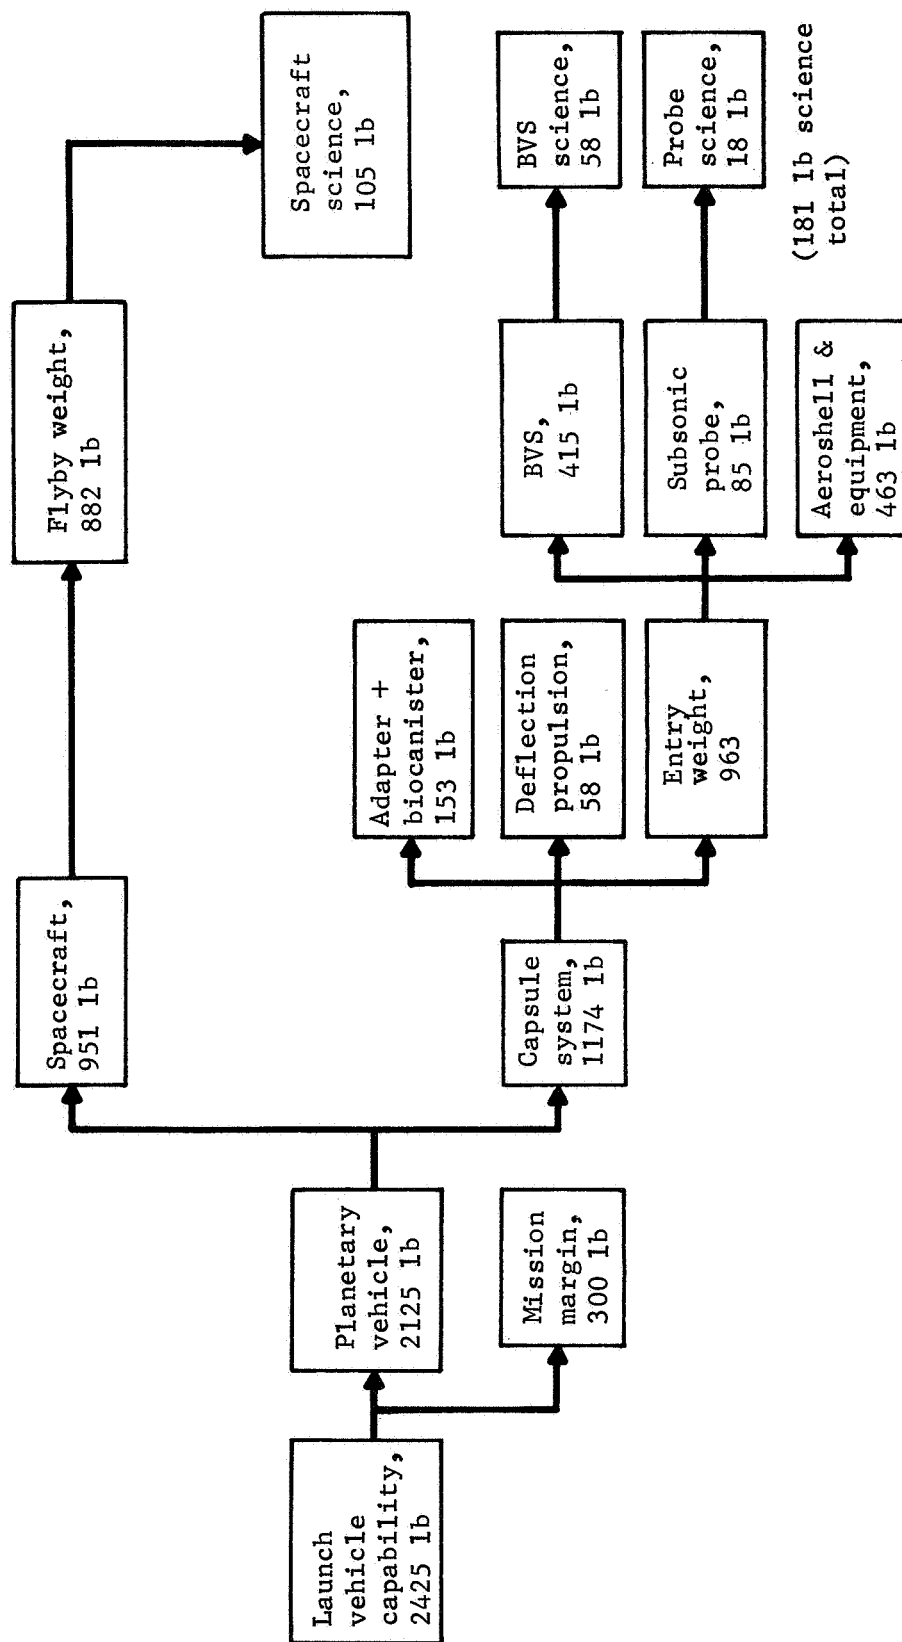 Launch
vehicle
capability,
2425 lb
Planetary
vehicle,
2125 lb
Mission
margin,
300 lb
Spacecraft,
951 lb
Capsule
system,
1174 lb
Flyby weight,
882 lb
Adapter +
biocanister,
153 lb
Deflection
propulsion,
58 lb
Entry
weight,
963
Spacecraft
science,
105 lb
BVS,
415 lb
Subsonic
probe,
85 lb
Aeroshell &
equipment,
463 lb
BVS
science,
58 lb
Probe
science,
18 lb
(181 lb science
total)